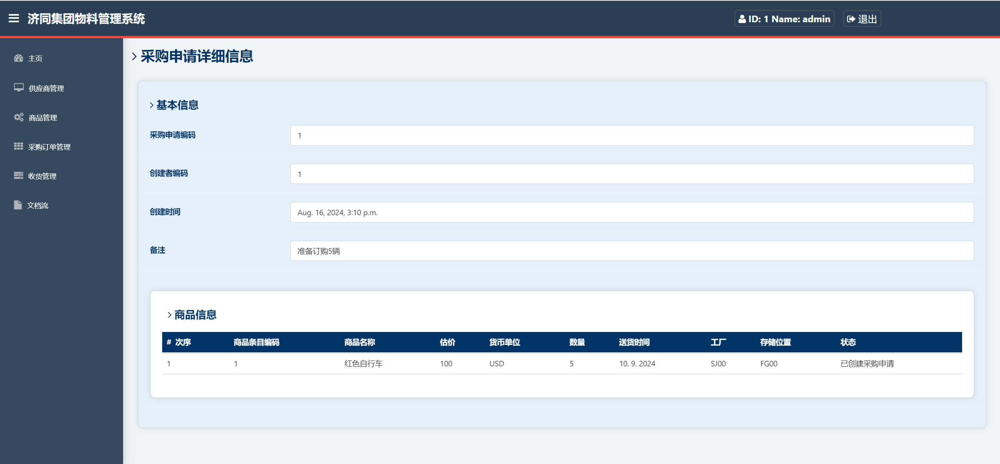 济同集团物料管理系统
ID: 1 Name: admin
退出
主页
供应商管理
商品管理
采购订单管理
收货管理
文档流
采购申请详细信息
基本信息
采购申请编码 1
创建者编码 1
创建时间 Aug. 16, 2024, 3:10 p.m.
备注 准备订购5辆
商品信息
# 次序 商品条目编码 商品名称 估价 货币单位 数量 送货时间 工厂 存储位置 状态
1 1 红色自行车 100 USD 5 10. 9. 2024 SJ00 FG00 已创建采购申请